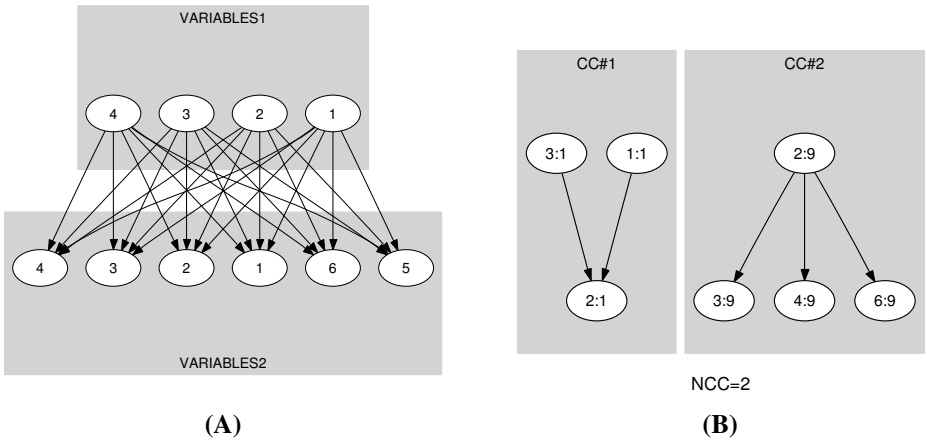 VARIABLES1
4 3 2 1
4 3 2 1 6 5
VARIABLES2
(A)
CC#1 CC#2
3:1 1:1 2:9
2:1 3:9 4:9 6:9
NCC=2
(B)